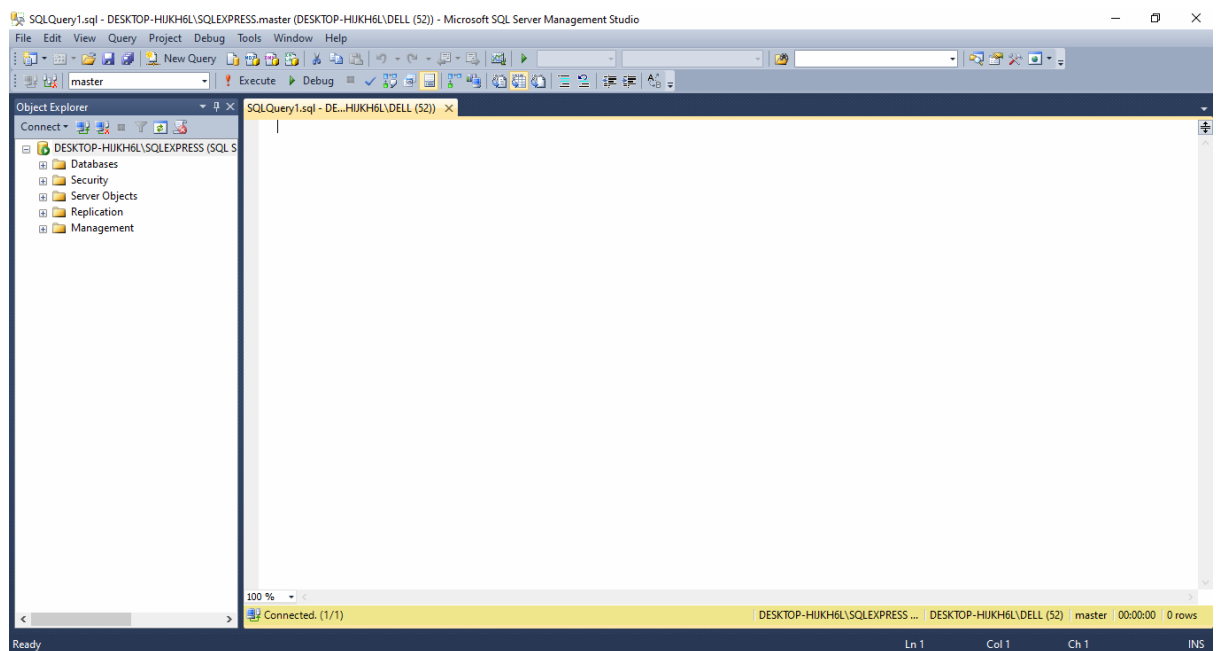 SQLQuery1.sql - DESKTOP-HIJKH6L\SQLEXPRESS.master (DESKTOP-HIJKH6L\DELL (52)) - Microsoft SQL Server Management Studio
File Edit View Query Project Debug Tools Window Help
New Query
master Execute Debug
Object Explorer SQLQuery1.sql - DE...HIJKH6L\DELL (52))
Connect
DESKTOP-HIJKH6L\SQLEXPRESS (SQL S
Databases
Security
Server Objects
Replication
Management
100 %
Connected. (1/1) DESKTOP-HIJKH6L\SQLEXPRESS ... DESKTOP-HIJKH6L\DELL (52) master 00:00:00 0 rows
Ready Ln 1 Col 1 Ch 1 INS